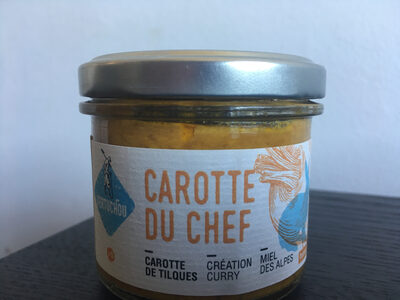 CAROTTE
DU CHEF
CAROTTE
DE TILQUES
CRÉATION
CURRY
MIEL
DES ALPES